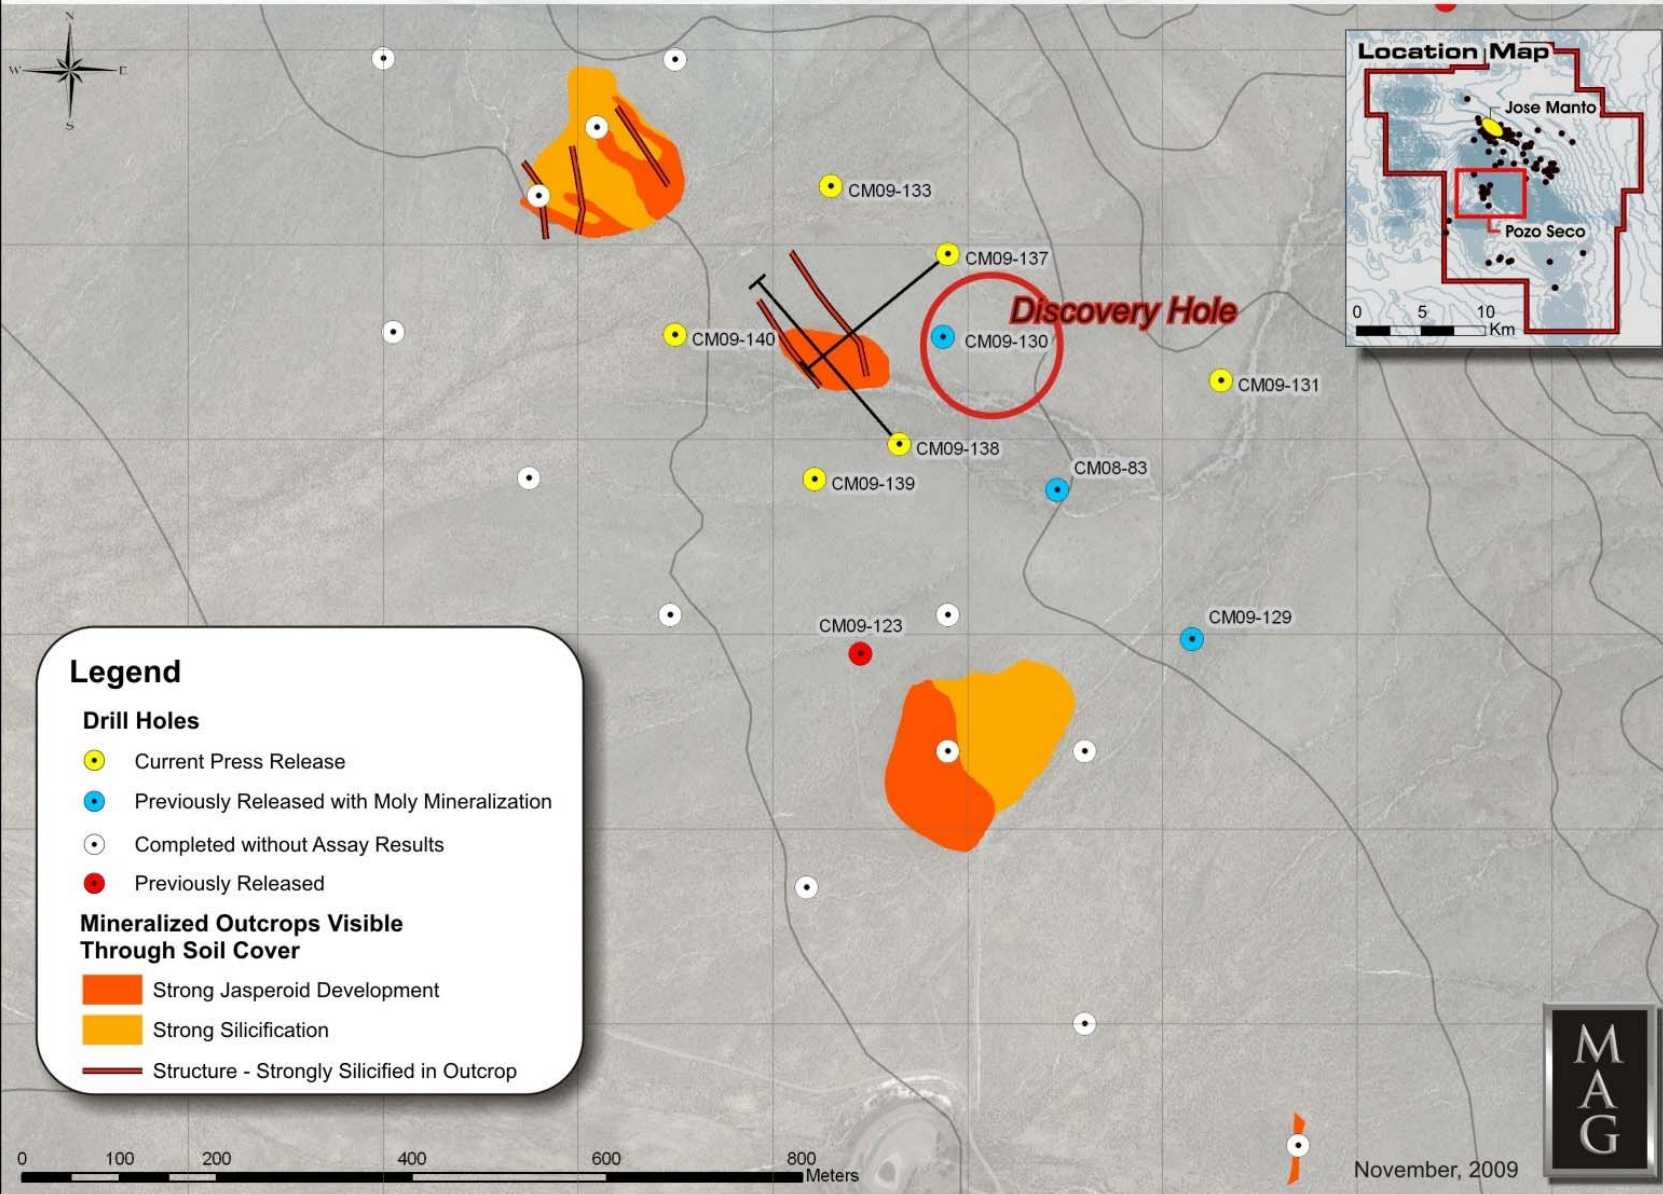 N
W E
S
Location Map
Jose Manto
Pozo Seco
0 5 10
Km
CM09-133
CM09-137
Discovery Hole
CM09-140
CM09-130
CM09-131
CM09-138
CM08-83
CM09-139
CM09-129
CM09-123
Legend
Drill Holes
Current Press Release
Previously Released with Moly Mineralization
Completed without Assay Results
Previously Released
Mineralized Outcrops Visible
Through Soil Cover
Strong Jasperoid Development
Strong Silicification
Structure - Strongly Silicified in Outcrop
0 100 200 400 600 800
Meters
November, 2009
M
A
G